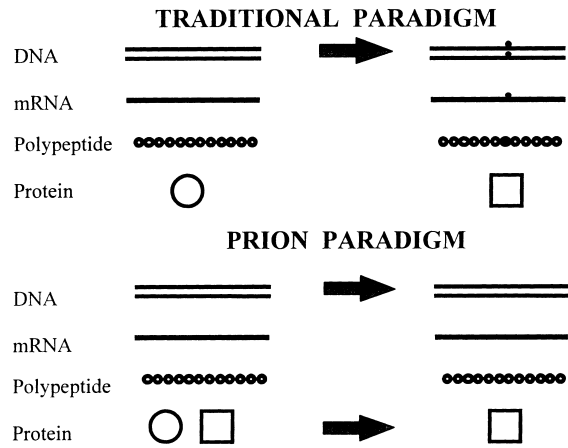 TRADITIONAL PARADIGM
DNA
mRNA
Polypeptide
Protein
PRION PARADIGM
DNA
mRNA
Polypeptide
Protein